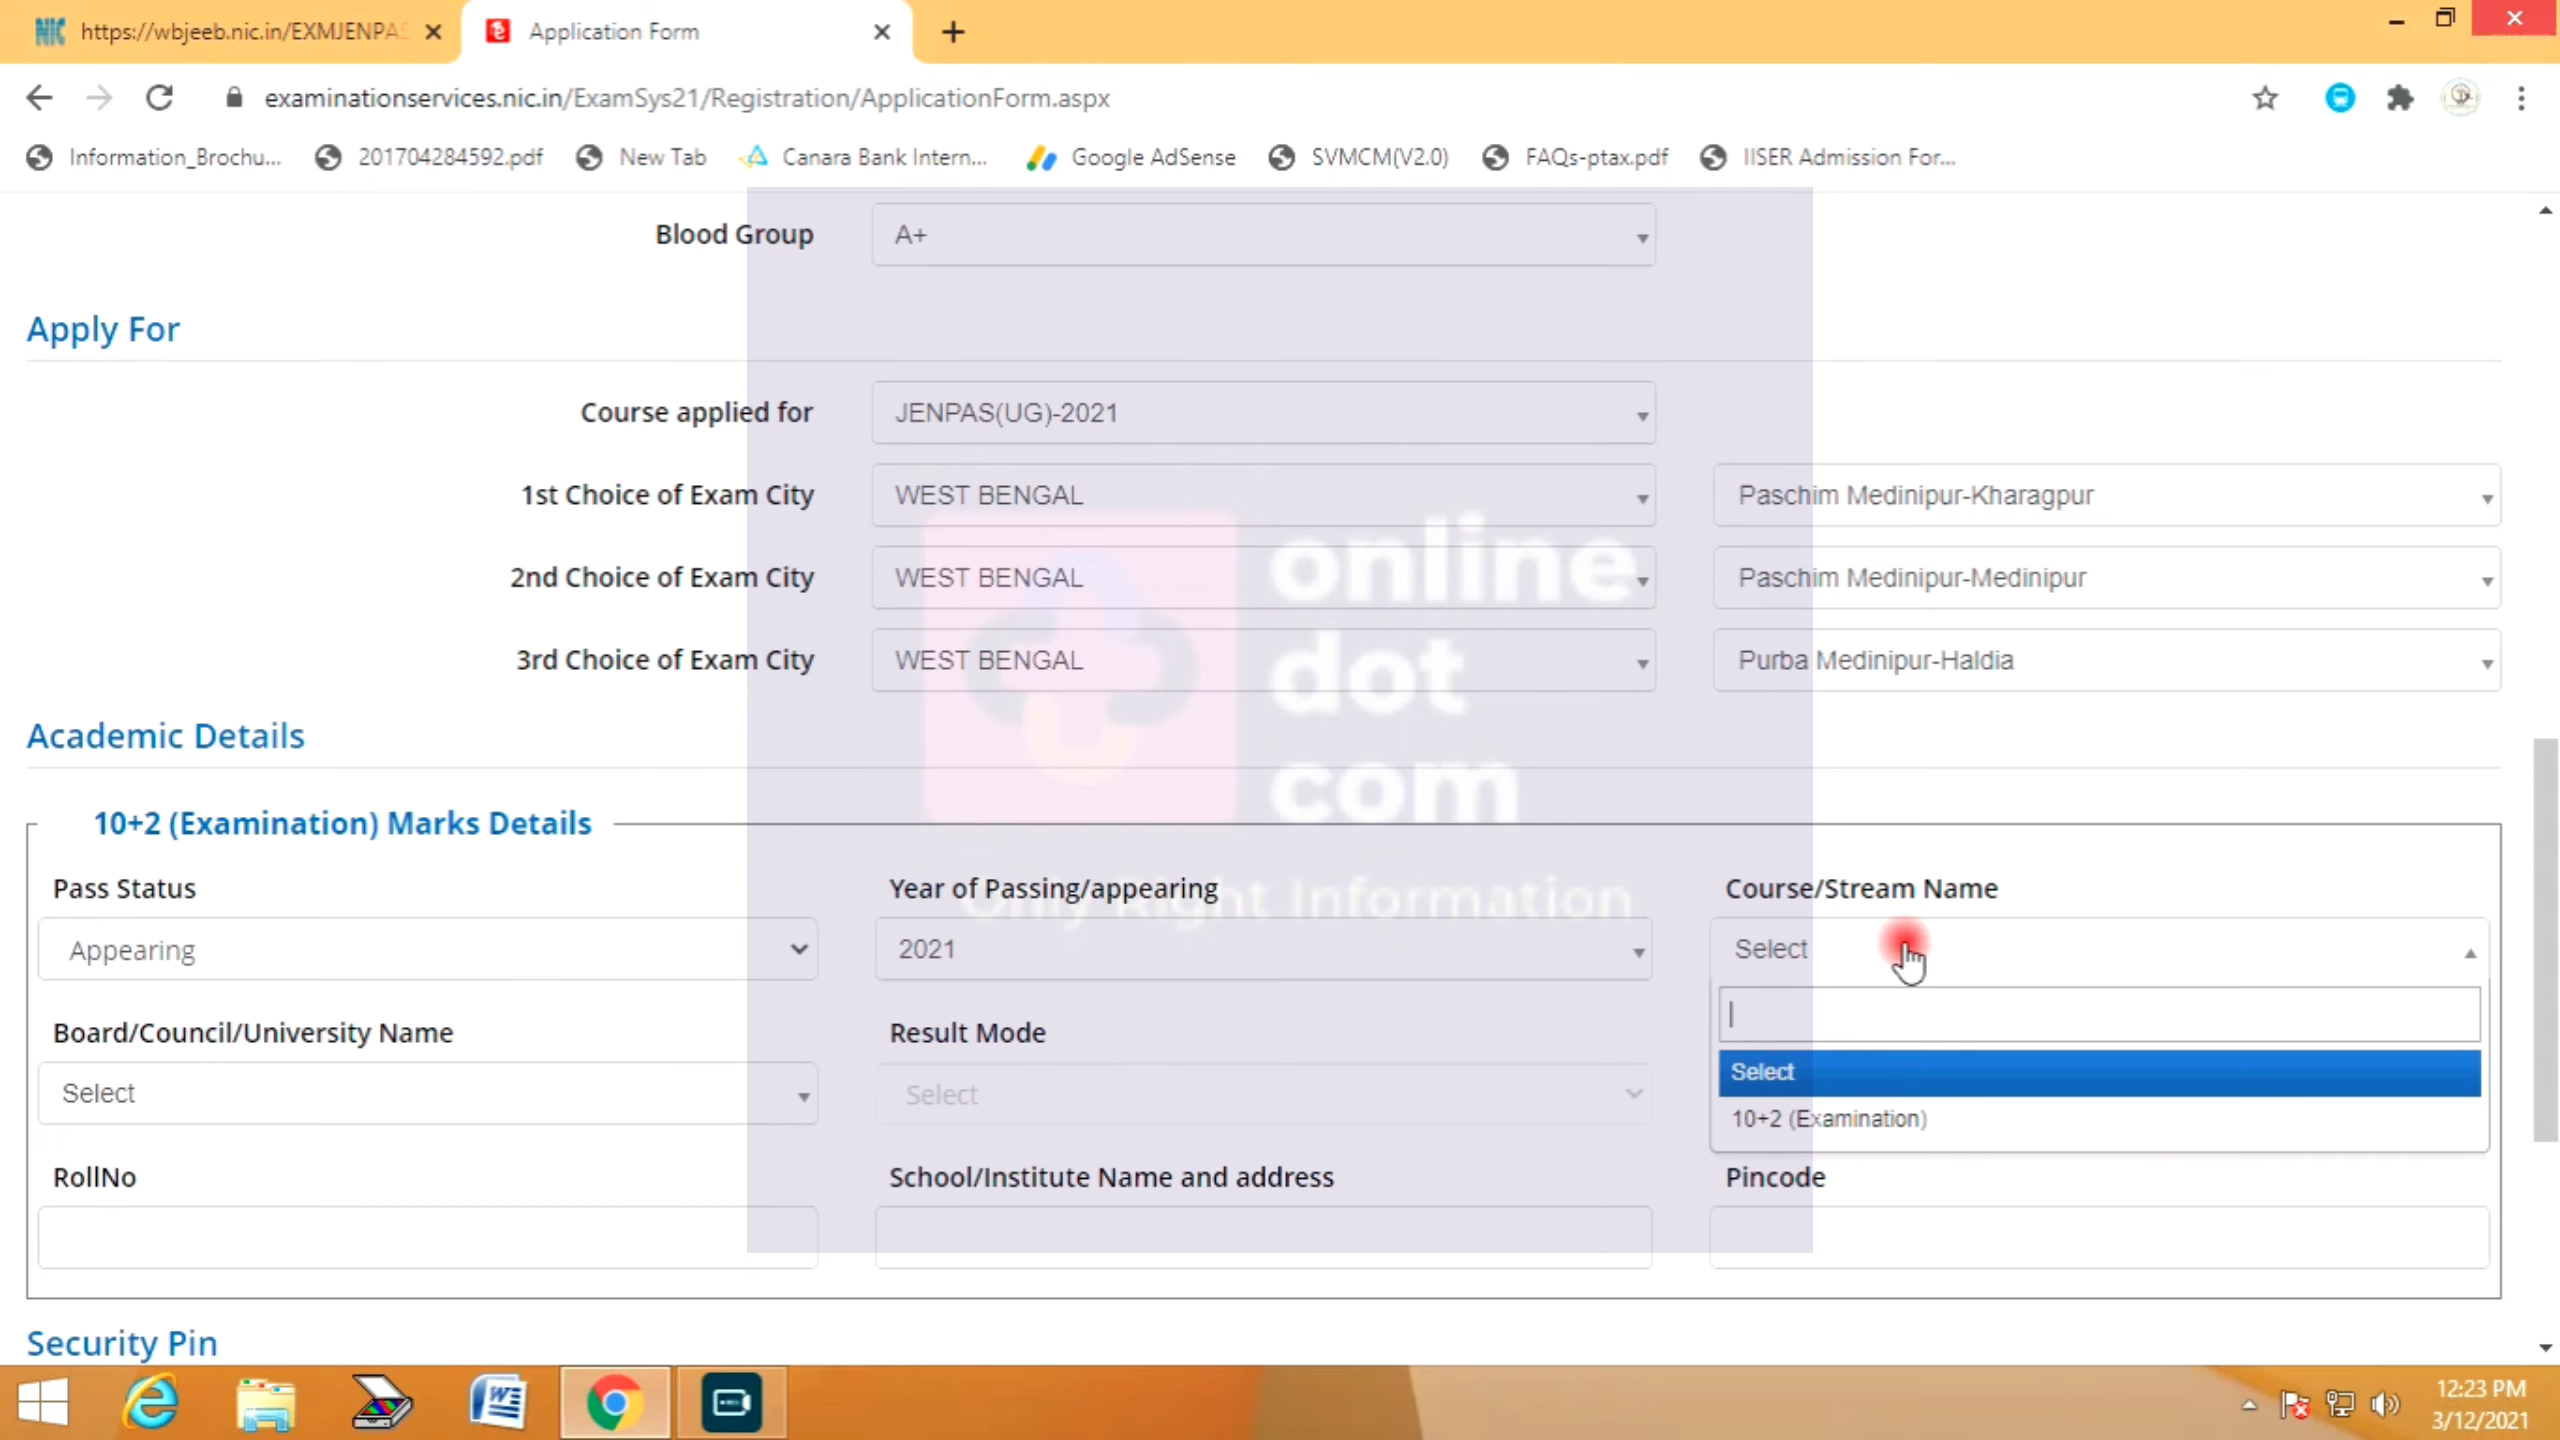 https://wbjeeb.nic.in/EXMJENPAS
Application Form
examinationservices.nic.in/ExamSys21/Registration/ApplicationForm.aspx
Information_Brochu... 201704284592.pdf New Tab Canara Bank Intern... Google AdSense SVMCM(V2.0) FAQs-ptax.pdf IISER Admission For...
Blood Group A+
Apply For
Course applied for JENPAS(UG)-2021
1st Choice of Exam City WEST BENGAL Paschim Medinipur-Kharagpur
2nd Choice of Exam City WEST BENGAL Paschim Medinipur-Medinipur
3rd Choice of Exam City WEST BENGAL Purba Medinipur-Haldia
online
dot
com
Only Right Information
Academic Details
10+2 (Examination) Marks Details
Pass Status Year of Passing/appearing Course/Stream Name
Appearing 2021 Select
Board/Council/University Name Result Mode
Select Select
Select
10+2 (Examination)
RollNo School/Institute Name and address Pincode
Security Pin
12:23 PM
3/12/2021